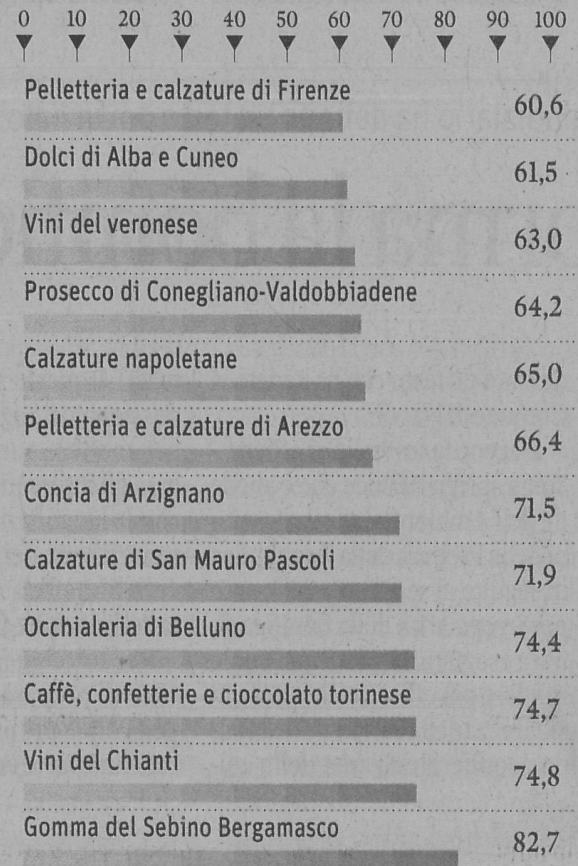 0 10 20 30 40 50 60 70 80 90 100
Pelletteria e calzature di Firenze
60,6
Dolci di Alba e Cuneo
61,5
Vini del veronese
63,0
Prosecco di Conegliano-Valdobbiadene
64,2
Calzature napoletane
65,0
Pelletteria e calzature di Arezzo
66,4
Concia di Arzignano
71,5
Calzature di San Mauro Pascoli
71,9
Occhialeria di Belluno
74,4
Caffè, confetterie e cioccolato torinese
74,7
Vini del Chianti
74,8
Gomma del Sebino Bergamasco
82,7